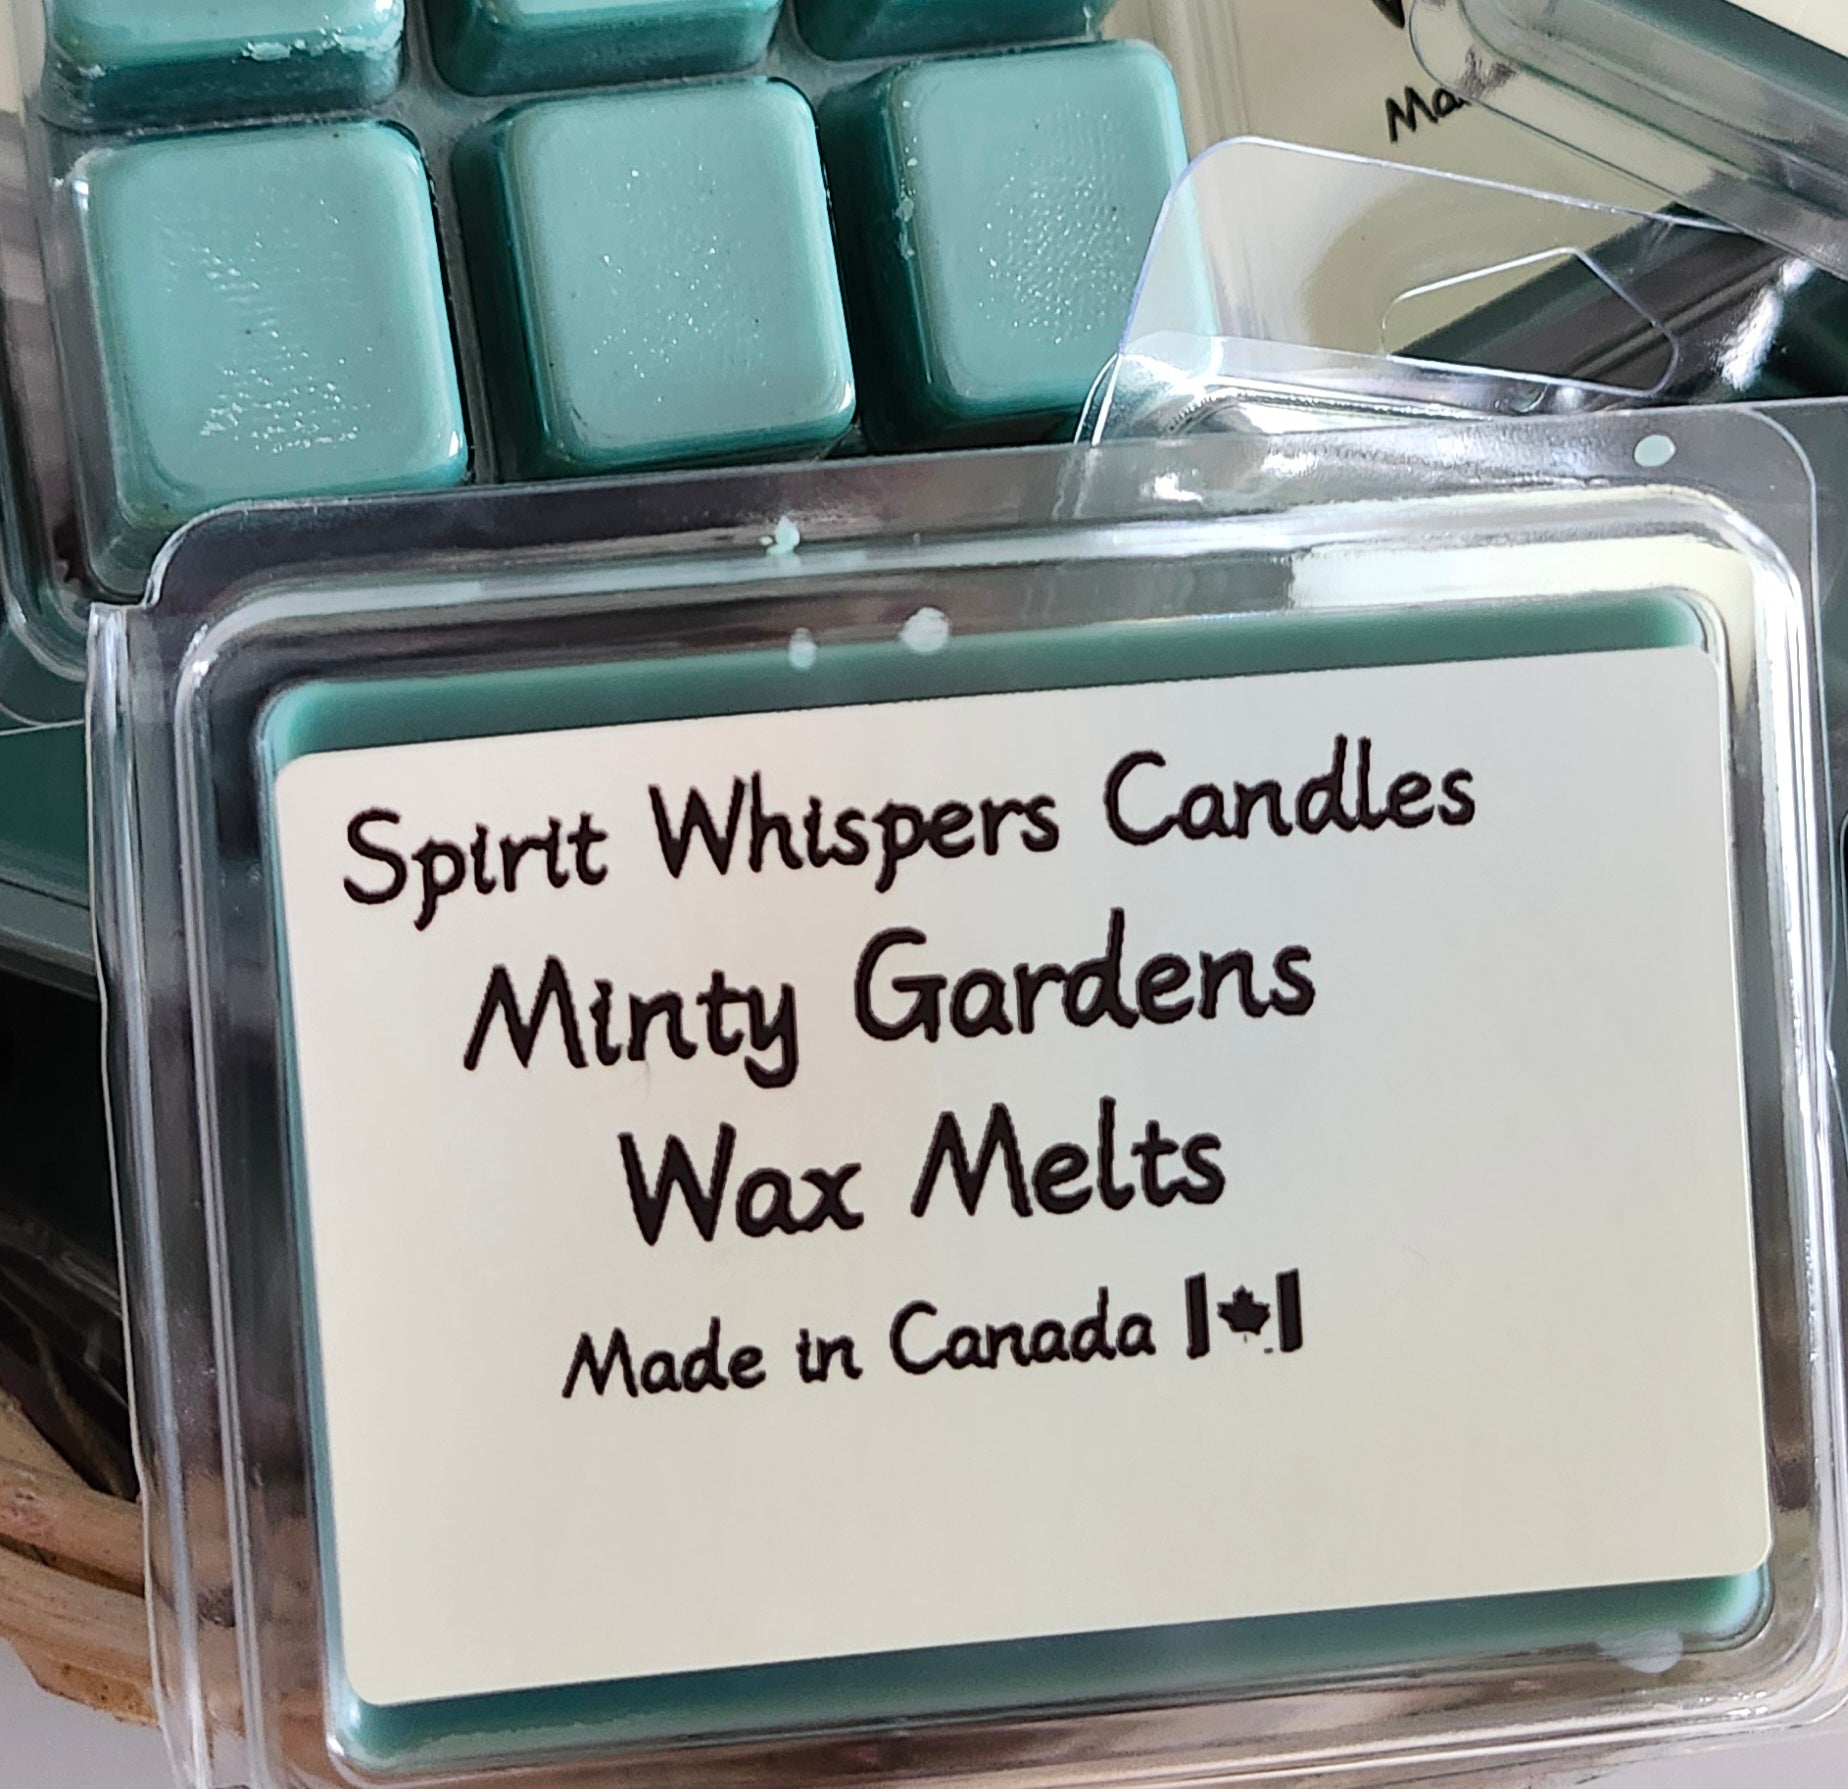 Spirit Whispers Candles
Minty Gardens
Wax Melts
Made in Canada